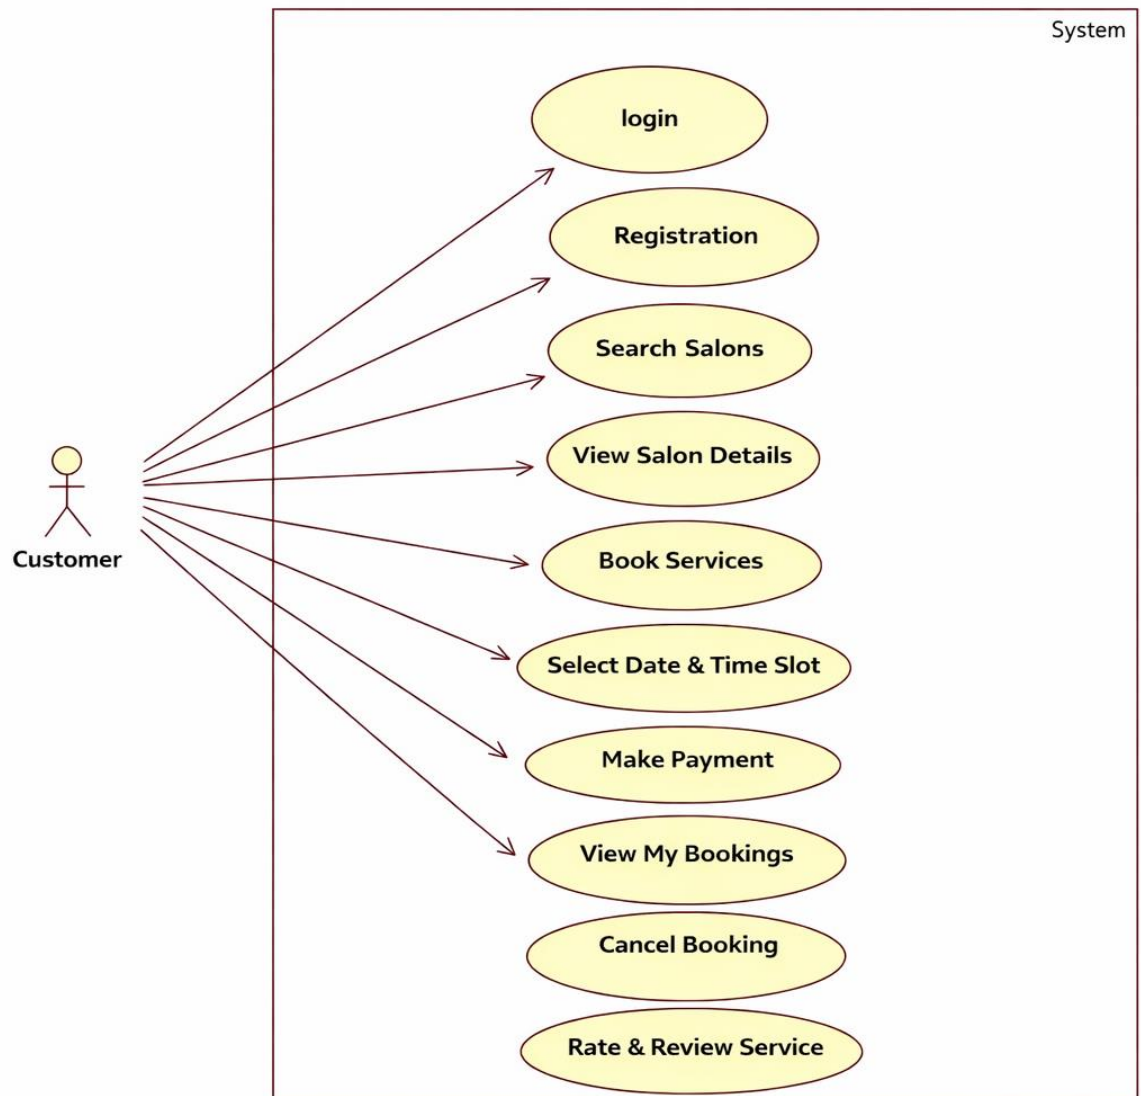 System
login
Registration
Search Salons
View Salon Details
Book Services
Customer
Select Date & Time Slot
Make Payment
View My Bookings
Cancel Booking
Rate & Review Service